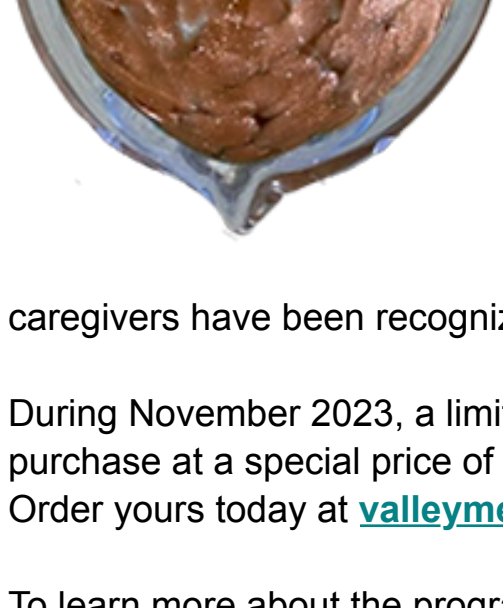 caregivers have been
During November 2023, a
purchase at a special price of
Order yours today at
To learn more about the